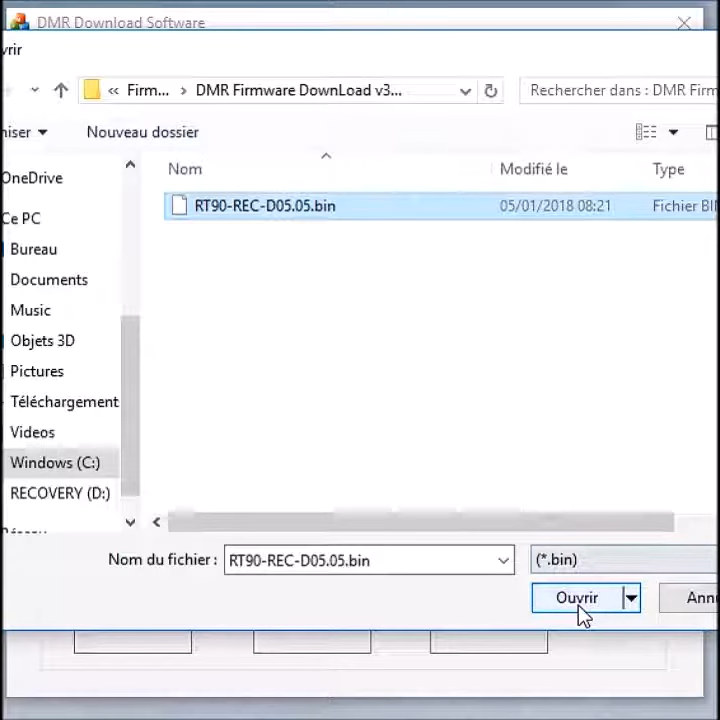 DMR Download Software
vrir
« Firm... > DMR Firmware DownLoad v3...
Rechercher dans : DMR Firm
niser
Nouveau dossier
Nom
Modifié le
Type
OneDrive
RT90-REC-D05.05.bin
05/01/2018 08:21
Fichier BI
Ce PC
Bureau
Documents
Music
Objets 3D
Pictures
Téléchargement
Videos
Windows (C:)
RECOVERY (D:)
Nom du fichier :
RT90-REC-D05.05.bin
(*.bin)
Ouvrir
Annu